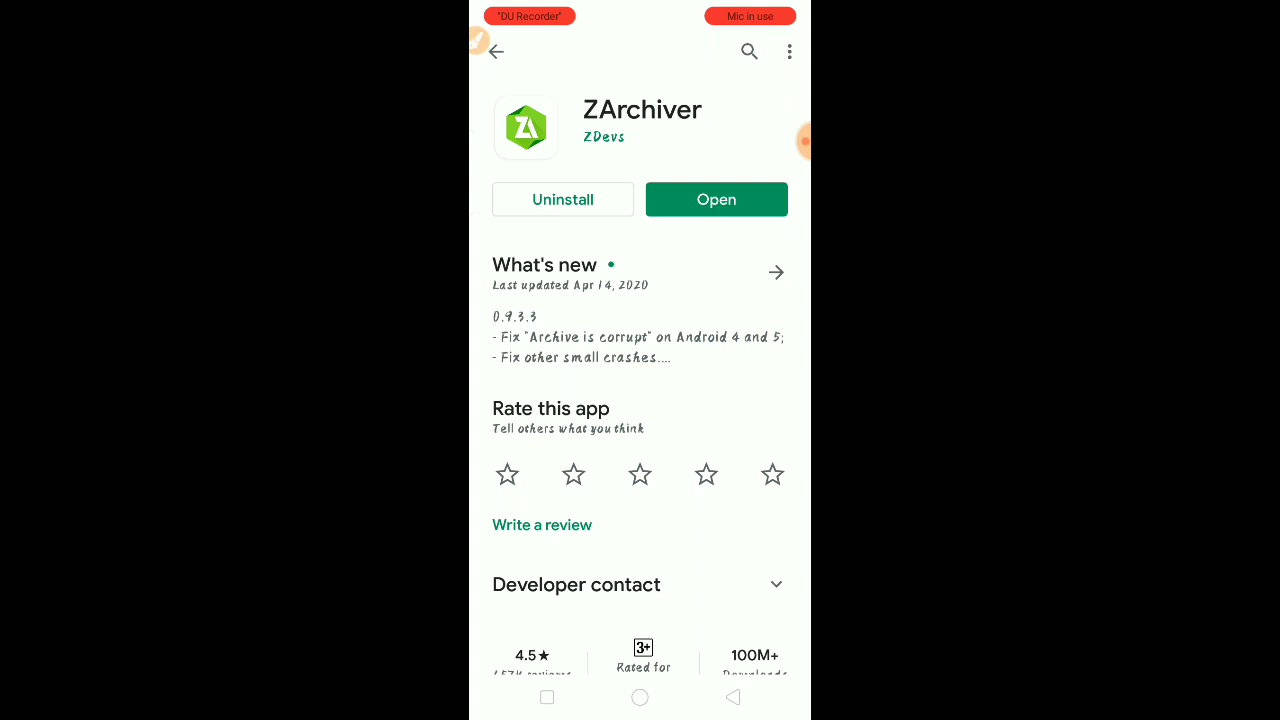 "DU Recorder" Mic in use
ZArchiver
ZDevs
Uninstall Open
What's new
Last updated Apr 14, 2020
0.9.3.3
- Fix "Archive is corrupt" on Android 4 and 5;
- Fix other small crashes....
Rate this app
Tell others what you think
Write a review
Developer contact
4.5★ 3+ 100M+
reviews Rated for Downloads